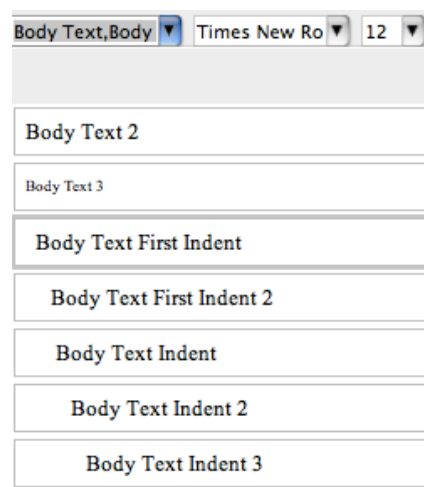 Body Text,Body Times New Ro 12
Body Text 2
Body Text 3
Body Text First Indent
Body Text First Indent 2
Body Text Indent
Body Text Indent 2
Body Text Indent 3